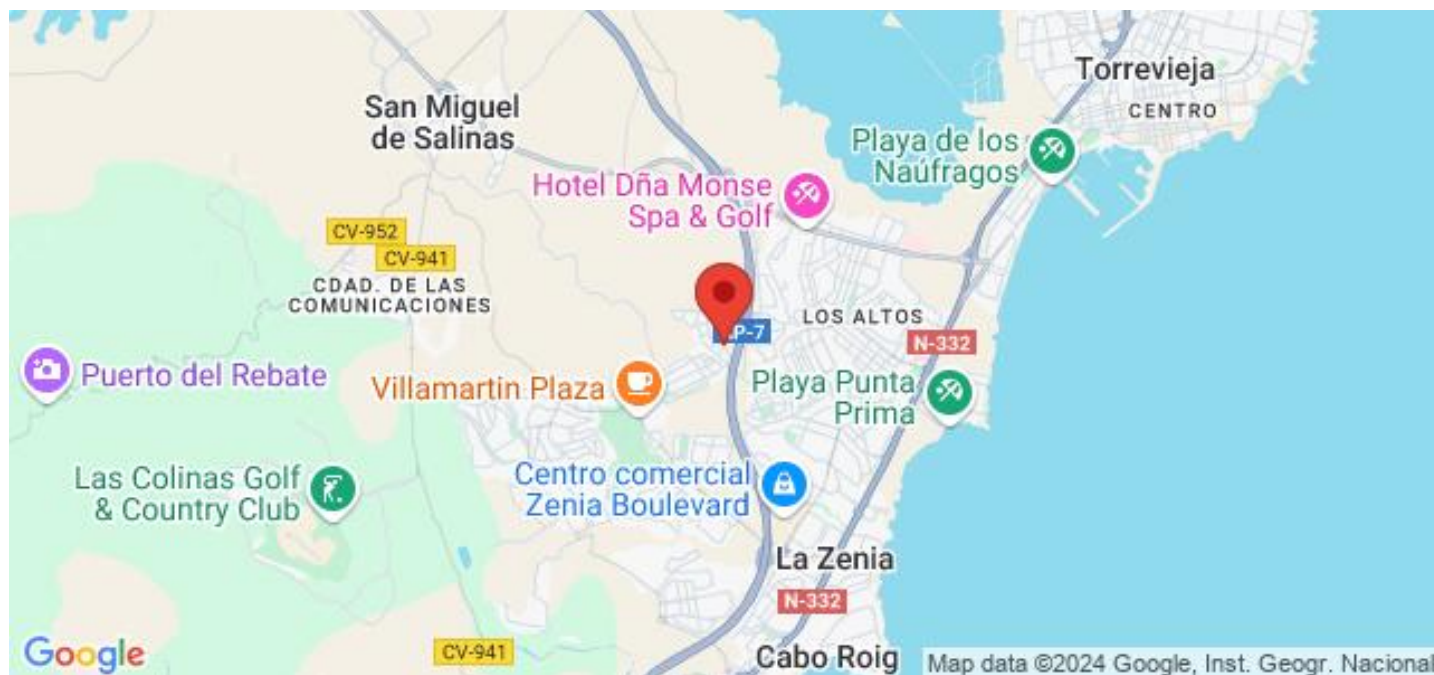 Torrevieja
CENTRO
San Miguel
de Salinas
Playa de los
Naúfragos
Hotel Dña Monse
Spa & Golf
CV-952
CV-941
CDAD. DE LAS
COMUNICACIONES
LOS ALTOS
P-7
N-332
Puerto del Rebate
Villamartin Plaza
Playa Punta
Prima
Las Colinas Golf
& Country Club
Centro comercial
Zenia Boulevard
La Zenia
N-332
CV-941
Cabo Roig
Google
Map data ©2024 Google, Inst. Geogr. Nacional